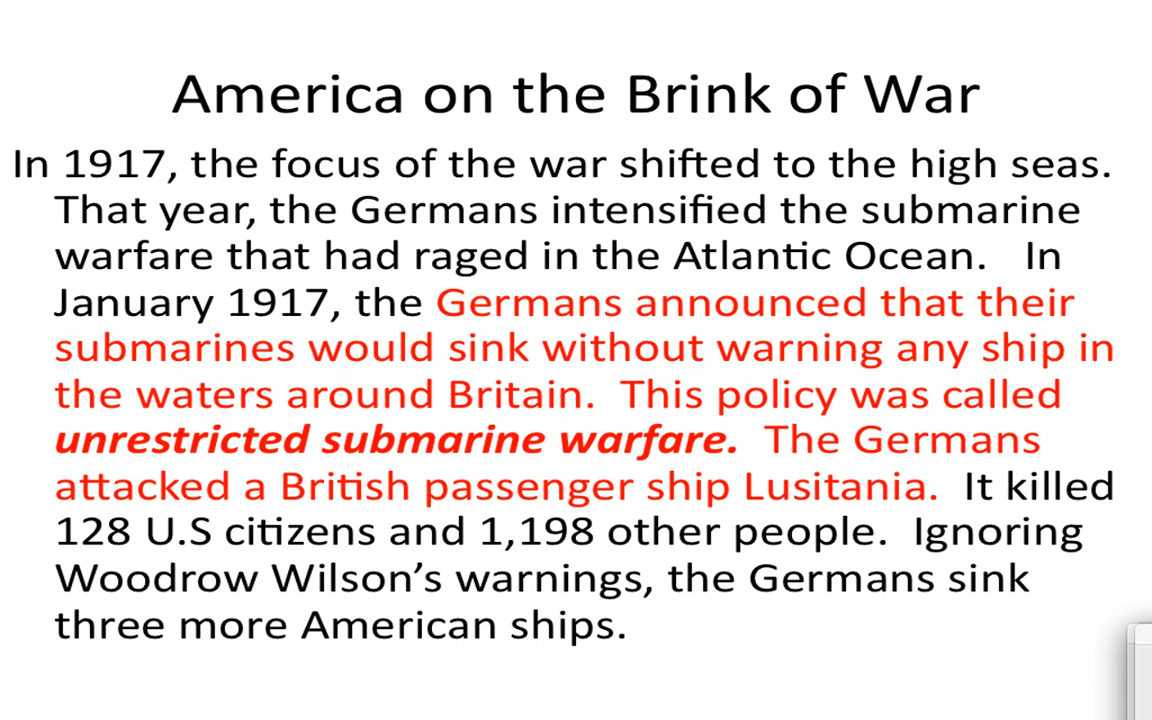 America on the Brink of War
In 1917, the focus of the war shifted to the high seas.
That year, the Germans intensified the submarine
warfare that had raged in the Atlantic Ocean. In
January 1917, the Germans announced that their
submarines would sink without warning any ship in
the waters around Britain. This policy was called
unrestricted submarine warfare. The Germans
attacked a British passenger ship Lusitania. It killed
128 U.S citizens and 1,198 other people. Ignoring
Woodrow Wilson’s warnings, the Germans sink
three more American ships.